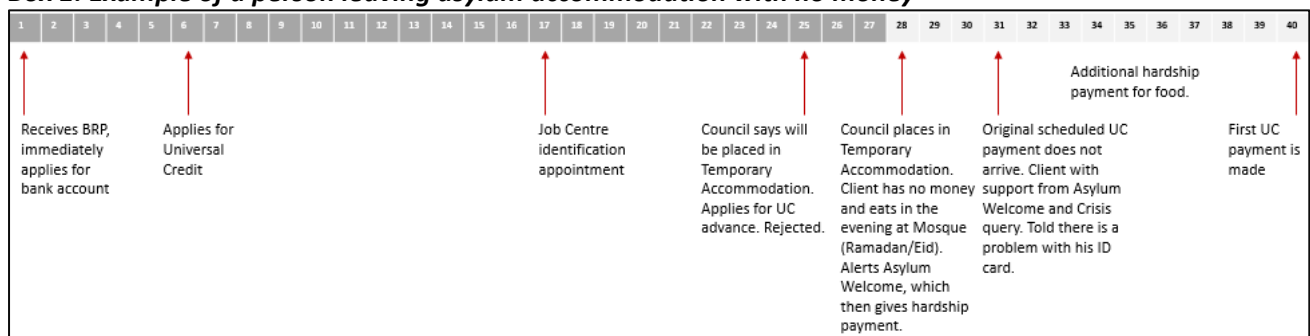 Example of a person leaving asylum accommodation with no money
1 2 3 4 5 6 7 8 9 10 11 12 13 14 15 16 17 18 19 20 21 22 23 24 25 26 27 28 29 30 31 32 33 34 35 36 37 38 39 40
Receives BRP,
immediately
applies for
bank account
Applies for
Universal
Credit
Job Centre
identification
appointment
Council says will
be placed in
Temporary
Accommodation.
Applies for UC
advance. Rejected.
Council places in
Temporary
Accommodation.
Client has no money
and eats in the
evening at Mosque
(Ramadan/Eid).
Alerts Asylum
Welcome, which
then gives hardship
payment.
Original scheduled UC
payment does not
arrive. Client with
support from Asylum
Welcome and Crisis
query. Told there is a
problem with his ID
card.
Additional hardship
payment for food.
First UC
payment is
made